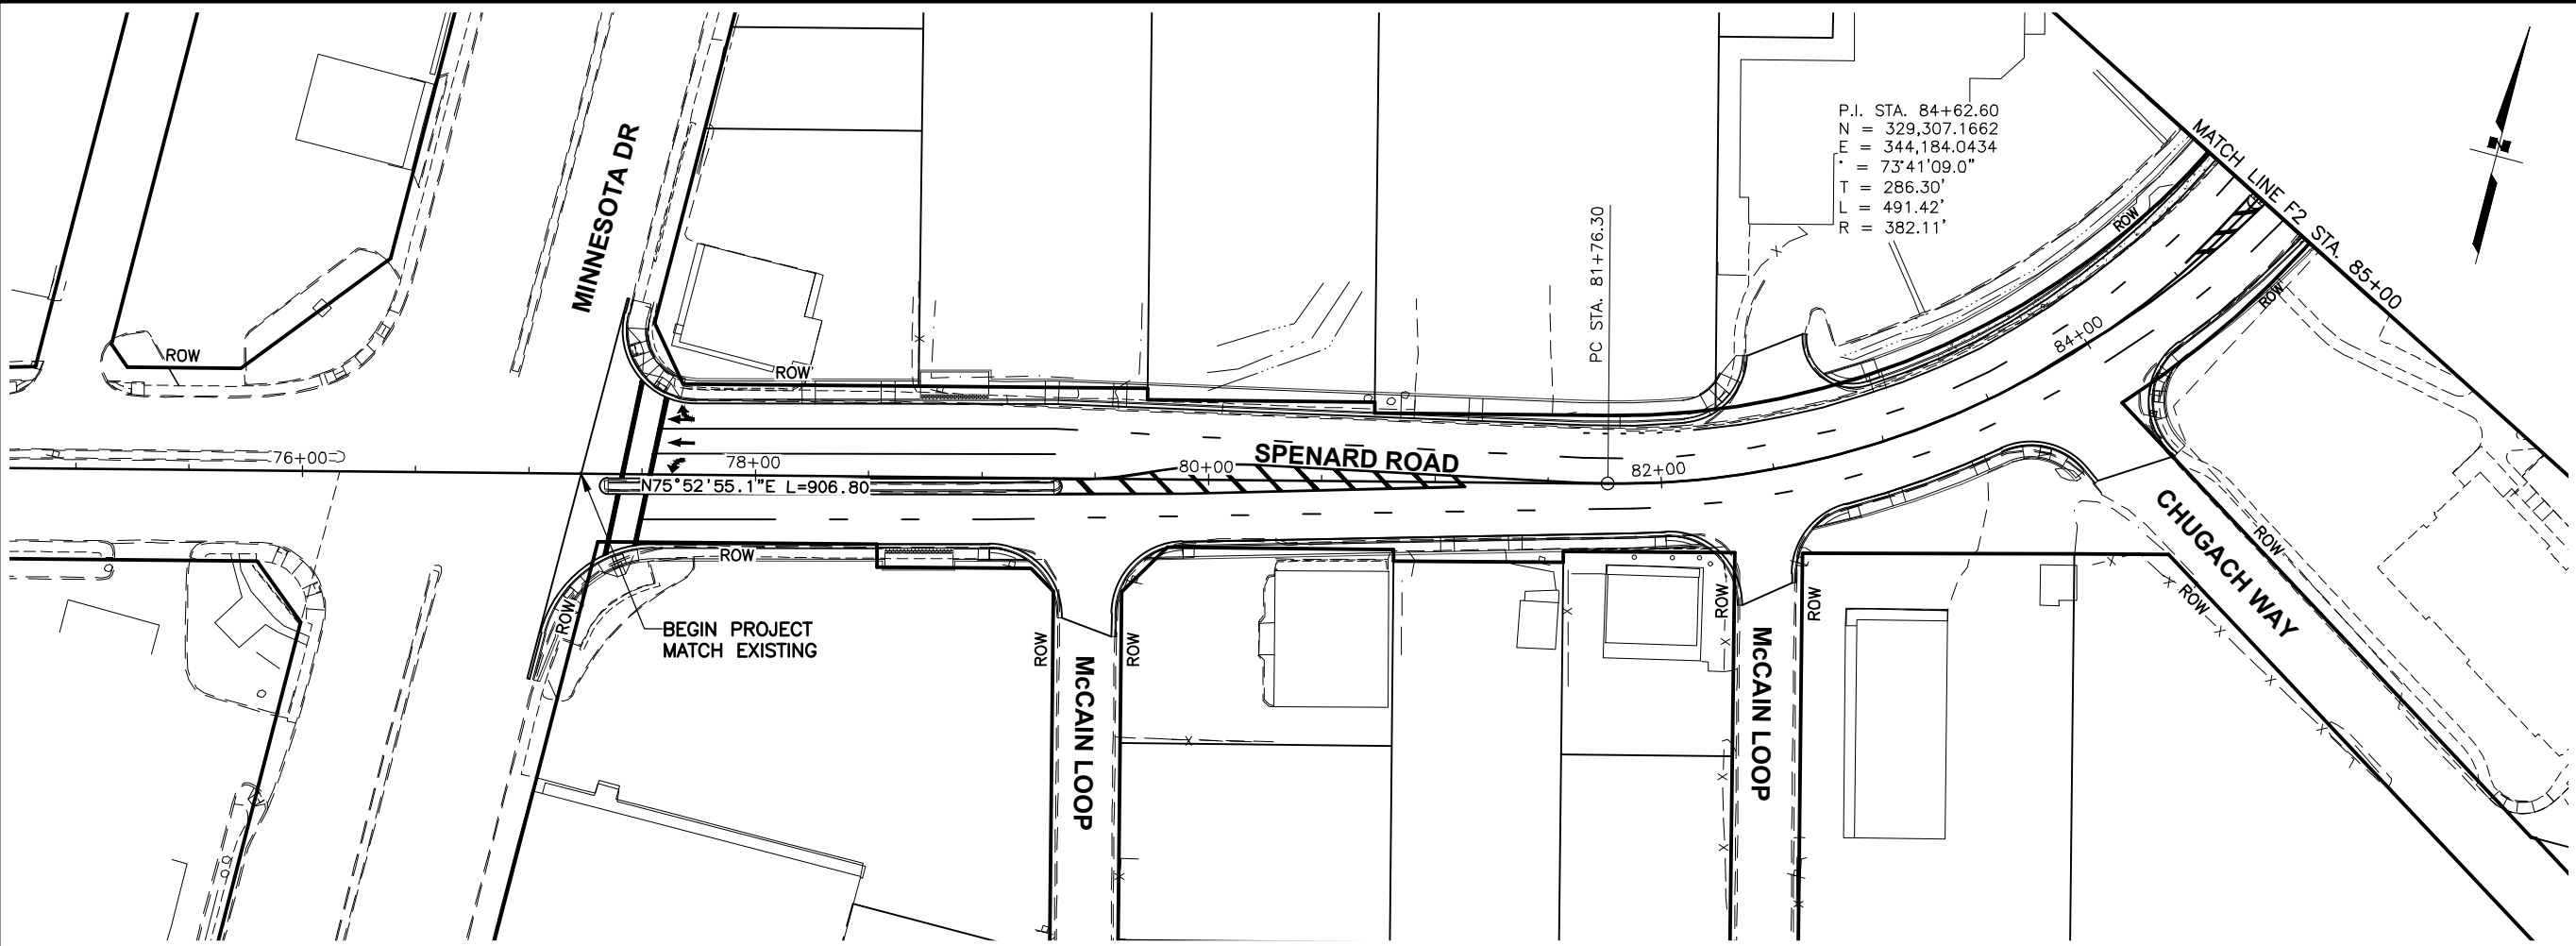 P.I. STA. 84+62.60
N = 329,307.1662
E = 344,184.0434
° = 73°41'09.0"
T = 286.30'
L = 491.42'
R = 382.11'
MATCH LINE F2 STA. 85+00
MINNESOTA DR
PC STA. 81+76.30
ROW
ROW
ROW
ROW
84+00
76+00
78+00
80+00
SPENARD ROAD
82+00
N75°52'55.1"E L=906.80
N
ROW
ROW
BEGIN PROJECT
MATCH EXISTING
ROW
ROW
McCAIN LOOP
ROW
ROW
McCAIN LOOP
CHUGACH WAY
ROW
ROW